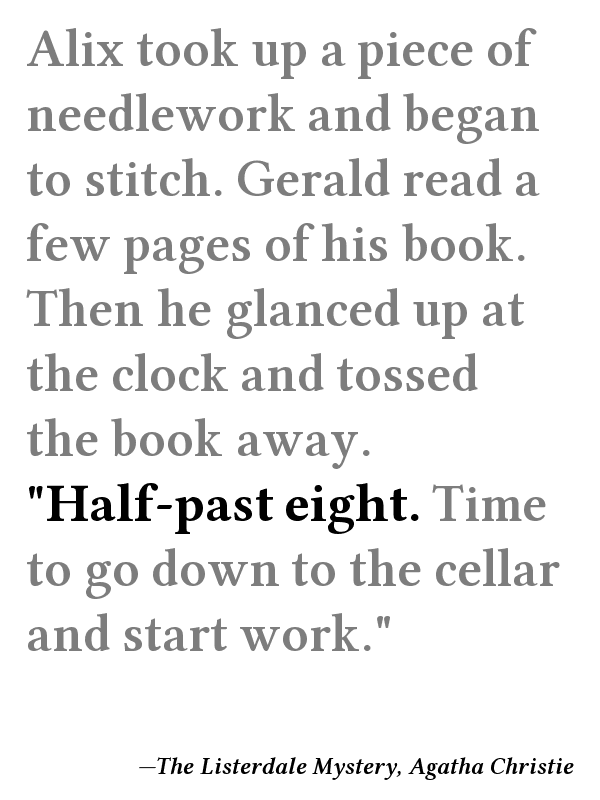 Alix took up a piece of
needlework and began
to stitch. Gerald read a
few pages of his book.
Then he glanced up at
the clock and tossed
the book away.
"Half-past eight. Time
to go down to the cellar
and start work."
—The Listerdale Mystery, Agatha Christie